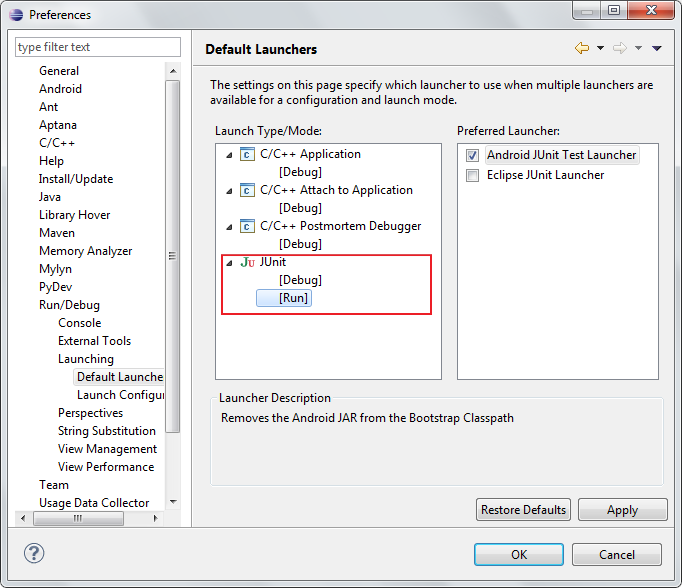 Preferences
type filter text
General
Android
Ant
Aptana
C/C++
Help
Install/Update
Java
Library Hover
Maven
Memory Analyzer
Mylyn
PyDev
Run/Debug
Console
External Tools
Launching
Default Launche
Launch Configur
Perspectives
String Substitution
View Management
View Performance
Team
Usage Data Collector
Default Launchers
The settings on this page specify which launcher to use when multiple launchers are
available for a configuration and launch mode.
Launch Type/Mode:
C/C++ Application
[Debug]
C/C++ Attach to Application
[Debug]
C/C++ Postmortem Debugger
[Debug]
JUnit
[Debug]
[Run]
Preferred Launcher:
Android JUnit Test Launcher
Eclipse JUnit Launcher
Launcher Description
Removes the Android JAR from the Bootstrap Classpath
Restore Defaults
Apply
OK
Cancel